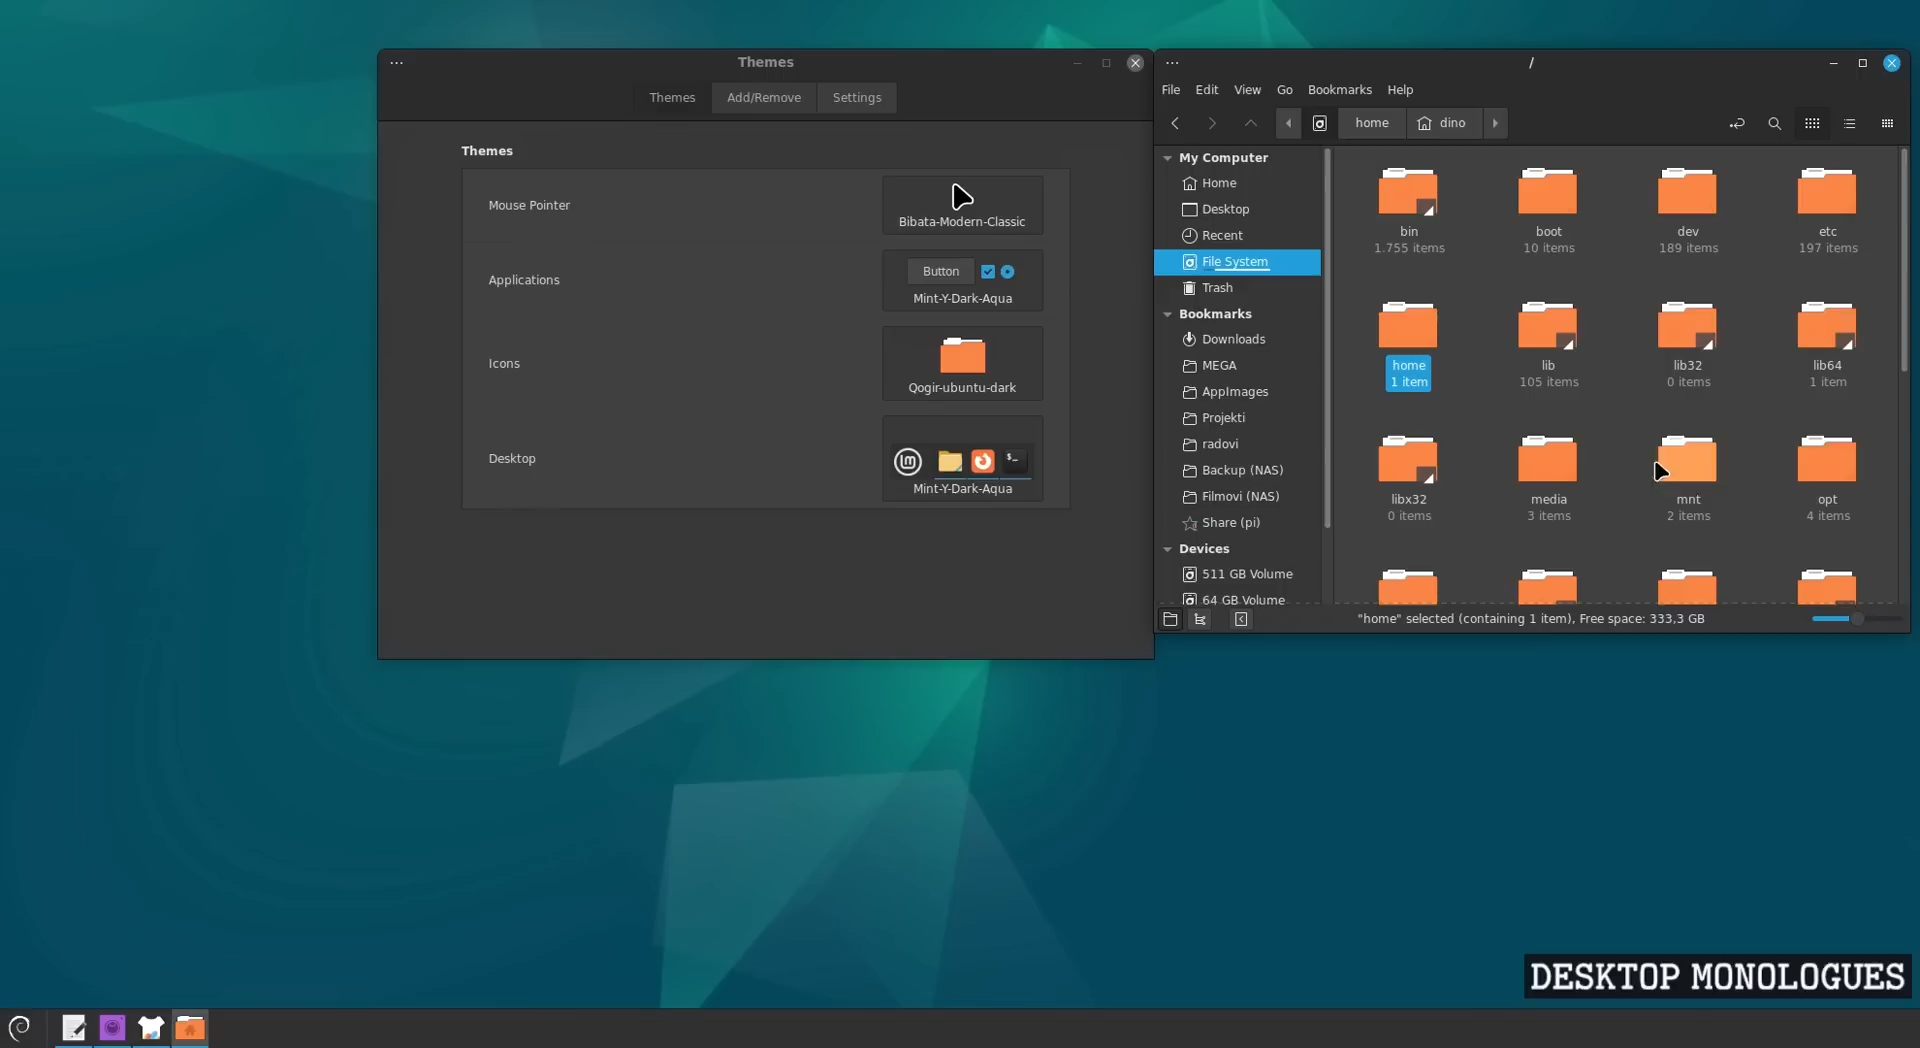 Themes
Themes Add/Remove Settings
Themes
Mouse Pointer
Bibata-Modern-Classic
Applications
Button
Mint-Y-Dark-Aqua
Icons
Qogir-ubuntu-dark
Desktop
$_
Mint-Y-Dark-Aqua
/
File Edit View Go Bookmarks Help
home dino
My Computer
Home
Desktop
Recent
File System
Trash
Bookmarks
Downloads
MEGA
AppImages
Projekti
radovi
Backup (NAS)
Filmovi (NAS)
Share (pi)
Devices
511 GB Volume
64 GB Volume
bin boot dev etc
1.755 items 10 items 189 items 197 items
home lib lib32 lib64
1 item 105 items 0 items 1 item
libx32 media mnt opt
0 items 3 items 2 items 4 items
"home" selected (containing 1 item), Free space: 333,3 GB
DESKTOP MONOLOGUES